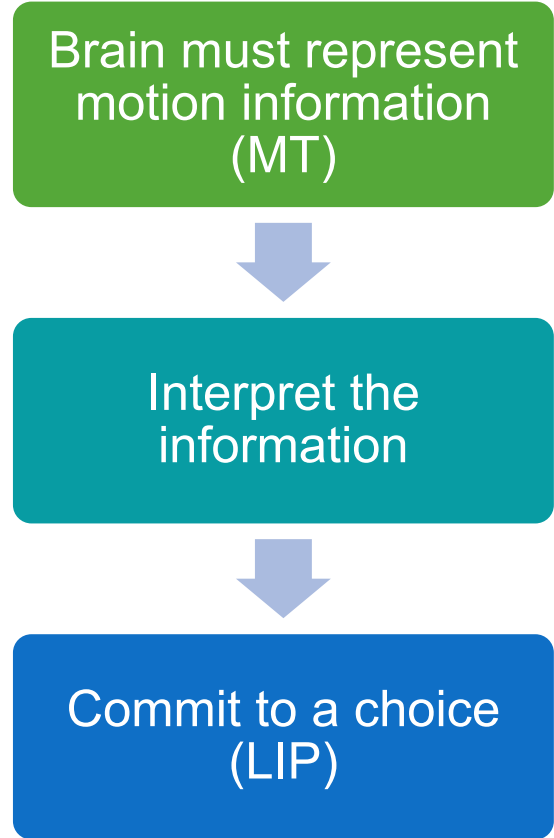 Brain must represent
motion information
(MT)
Interpret the
information
Commit to a choice
(LIP)